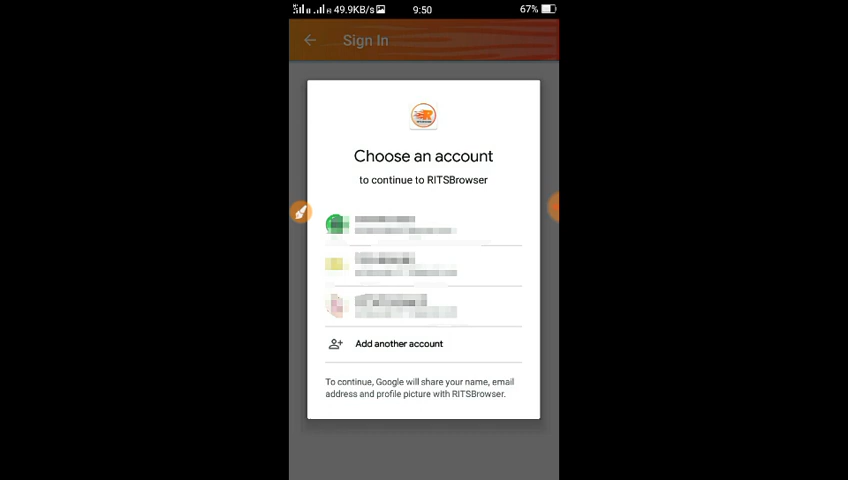 49.9KB/s
9:50
67%
Sign In
Choose an account
to continue to RITSBrowser
Add another account
To continue, Google will share your name, email
address and profile picture with RITSBrowser.